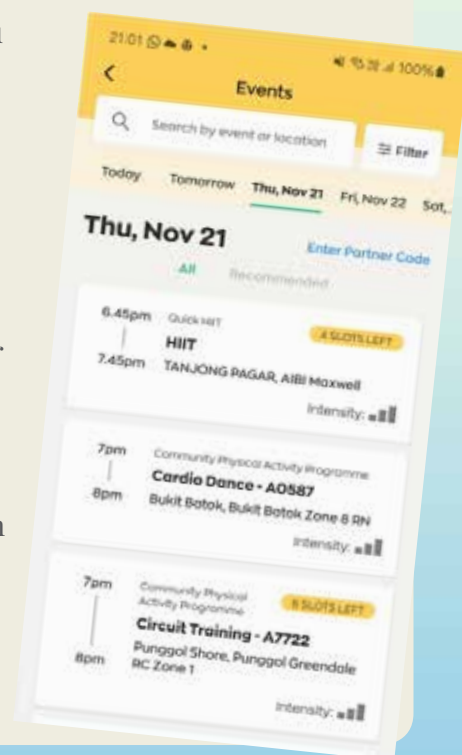 21:01
100%
Events
Search by event or location
Filter
Today Tomorrow Thu, Nov 21 Fri, Nov 22 Sat,
Thu, Nov 21
Enter Partner Code
All Recommended
6.45pm Quick HIIT
4 SLOTS LEFT
HIIT
7.45pm TANJONG PAGAR, AIBI Maxwell
Intensity:
7pm Community Physical Activity Programme
Cardio Dance - A0587
8pm Bukit Batok, Bukit Batok Zone 8 RN
Intensity:
7pm Community Physical
Activity Programme
8 SLOTS LEFT
Circuit Training - A7722
Punggol Shore, Punggol Greendale
8pm RC Zone 1
Intensity: